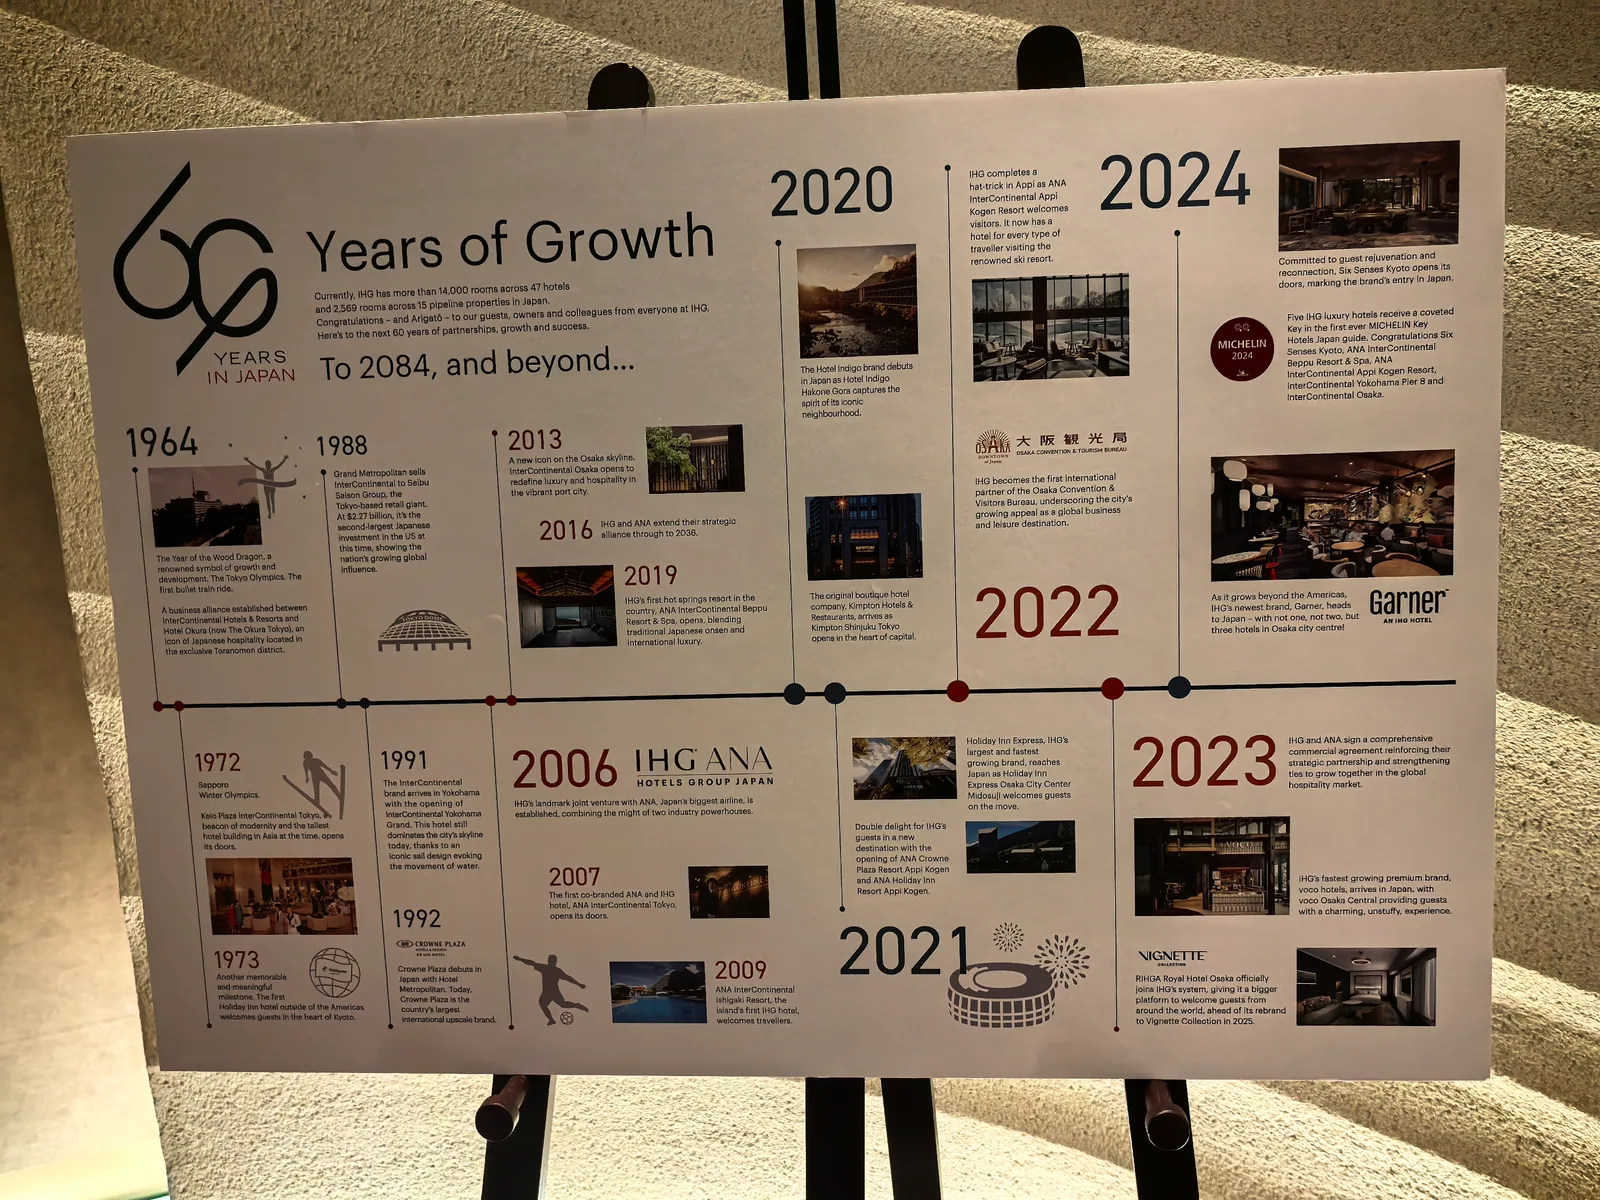 60
YEARS
IN JAPAN
Years of Growth
Currently, IHG has more than 14,000 rooms across 47 hotels
and 2,569 rooms across 15 pipeline properties in Japan.
Congratulations – and Arigatō – to our guests, owners and colleagues from everyone at IHG.
Here's to the next 60 years of partnerships, growth and success.
To 2084, and beyond...
1964
The Year of the Wood Dragon, a
renowned symbol of growth and
development. The Tokyo Olympics. The
first bullet train ride.
A business alliance established between
InterContinental Hotels & Resorts and
Hotel Okura (now The Okura Tokyo), an
icon of Japanese hospitality located in
the exclusive Toranomon district.
1988
Grand Metropolitan sells
InterContinental to Seibu
Saison Group, the
Tokyo-based retail giant.
At $2.27 billion, it's the
second-largest Japanese
investment in the US at
this time, showing the
nation's growing global
influence.
TOKYO DOME
2013
A new icon on the Osaka skyline,
InterContinental Osaka opens to
redefine luxury and hospitality in
the vibrant port city.
2016
IHG and ANA extend their strategic
alliance through to 2036.
2019
IHG's first hot springs resort in the
country, ANA InterContinental Beppu
Resort & Spa, opens, blending
traditional Japanese onsen and
international luxury.
2020
The Hotel Indigo brand debuts
in Japan as Hotel Indigo
Hakone Gora captures the
spirit of its iconic
neighbourhood.
KIMPTON
The original boutique hotel
company, Kimpton Hotels &
Restaurants, arrives as
Kimpton Shinjuku Tokyo
opens in the heart of capital.
IHG completes a
hat-trick in Appi as ANA
InterContinental Appi
Kogen Resort welcomes
visitors. It now has a
hotel for every type of
traveller visiting the
renowned ski resort.
OSAKA
DOWNTOWN
of Japan
大阪観光局
OSAKA CONVENTION & TOURISM BUREAU
IHG becomes the first international
partner of the Osaka Convention &
Visitors Bureau, underscoring the city's
growing appeal as a global business
and leisure destination.
2022
2024
Committed to guest rejuvenation and
reconnection, Six Senses Kyoto opens its
doors, marking the brand's entry in Japan.
MICHELIN
2024
Five IHG luxury hotels receive a coveted
Key in the first ever MICHELIN Key
Hotels Japan guide. Congratulations Six
Senses Kyoto, ANA InterContinental
Beppu Resort & Spa, ANA
InterContinental Appi Kogen Resort,
InterContinental Yokohama Pier 8 and
InterContinental Osaka.
As it grows beyond the Americas,
IHG's newest brand, Garner, heads
to Japan – with not one, not two, but
three hotels in Osaka city centre!
Garner
AN IHG HOTEL
1972
Sapporo
Winter Olympics.
Keio Plaza InterContinental Tokyo, a
beacon of modernity and the tallest
hotel building in Asia at the time, opens
its doors.
1973
Another memorable
and meaningful
milestone. The first
Holiday Inn hotel outside of the Americas
welcomes guests in the heart of Kyoto.
1991
The InterContinental
brand arrives in Yokohama
with the opening of
InterContinental Yokohama
Grand. This hotel still
dominates the city's skyline
today, thanks to an
iconic sail design evoking
the movement of water.
1992
CROWNE PLAZA
HOTELS & RESORTS
AN IHG HOTEL
Crowne Plaza debuts in
Japan with Hotel
Metropolitan. Today,
Crowne Plaza is the
country's largest
international upscale brand.
2006
IHG ANA
HOTELS GROUP JAPAN
IHG's landmark joint venture with ANA, Japan's biggest airline, is
established, combining the might of two industry powerhouses.
2007
The first co-branded ANA and IHG
hotel, ANA InterContinental Tokyo,
opens its doors.
2009
ANA InterContinental
Ishigaki Resort, the
island's first IHG hotel,
welcomes travellers.
Holiday Inn Express, IHG's
largest and fastest
growing brand, reaches
Japan as Holiday Inn
Express Osaka City Center
Midosuji welcomes guests
on the move.
Double delight for IHG's
guests in a new
destination with the
opening of ANA Crowne
Plaza Resort Appi Kogen
and ANA Holiday Inn
Resort Appi Kogen.
2021
2023
IHG and ANA sign a comprehensive
commercial agreement reinforcing their
strategic partnership and strengthening
ties to grow together in the global
hospitality market.
VOCO
IHG's fastest growing premium brand,
voco hotels, arrives in Japan, with
voco Osaka Central providing guests
with a charming, unstuffy, experience.
VIGNETTE
COLLECTION
RIHGA Royal Hotel Osaka officially
joins IHG's system, giving it a bigger
platform to welcome guests from
around the world, ahead of its rebrand
to Vignette Collection in 2025.